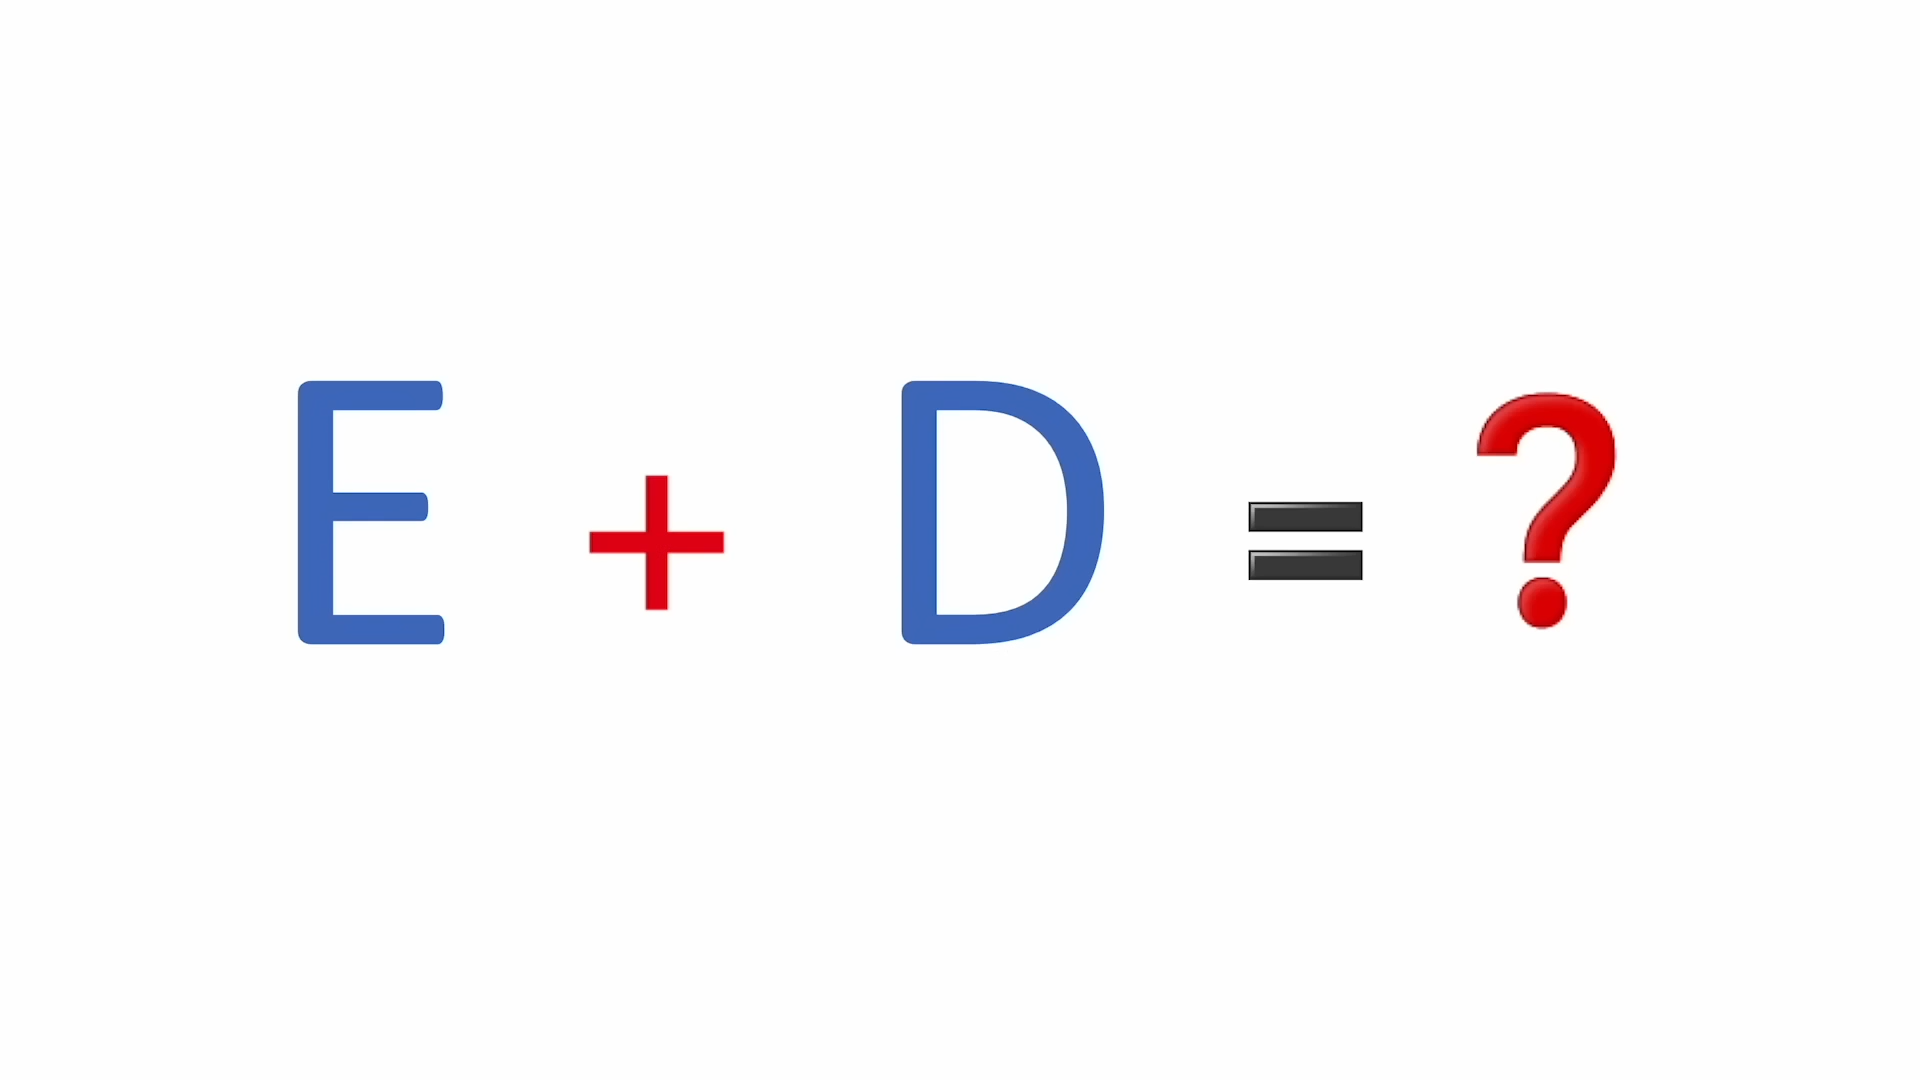 E + D = ?